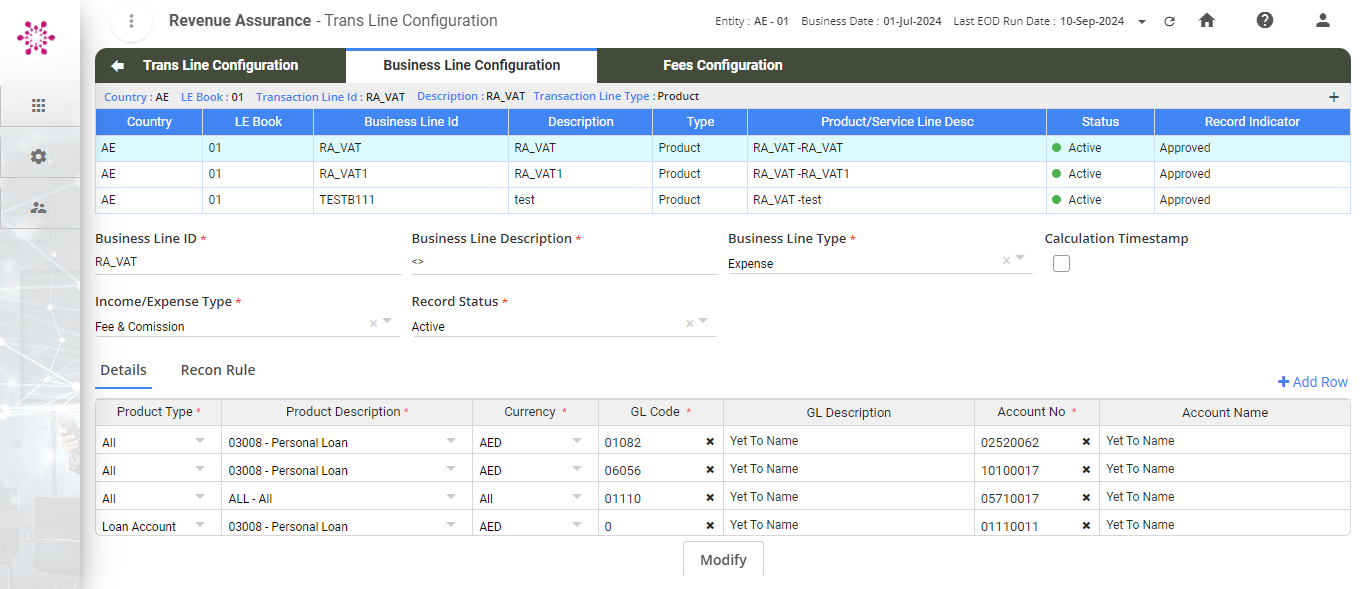 Revenue Assurance - Trans Line Configuration
Entity : AE - 01 Business Date : 01-Jul-2024 Last EOD Run Date : 10-Sep-2024
Trans Line Configuration Business Line Configuration Fees Configuration
Country : AE LE Book : 01 Transaction Line Id : RA_VAT Description : RA_VAT Transaction Line Type : Product +
Country LE Book Business Line Id Description Type Product/Service Line Desc Status Record Indicator
AE 01 RA_VAT RA_VAT Product RA_VAT -RA_VAT Active Approved
AE 01 RA_VAT1 RA_VAT1 Product RA_VAT -RA_VAT1 Active Approved
AE 01 TESTB111 test Product RA_VAT -test Active Approved
Business Line ID * Business Line Description * Business Line Type * Calculation Timestamp
RA_VAT <> Expense ×
Income/Expense Type * Record Status *
Fee & Comission × Active ×
Details Recon Rule
+ Add Row
Product Type * Product Description * Currency * GL Code * GL Description Account No * Account Name
All 03008 - Personal Loan AED 01082 × Yet To Name 02520062 × Yet To Name
All 03008 - Personal Loan AED 06056 × Yet To Name 10100017 × Yet To Name
All ALL - All All 01110 × Yet To Name 05710017 × Yet To Name
Loan Account 03008 - Personal Loan AED 0 × Yet To Name 01110011 × Yet To Name
Modify